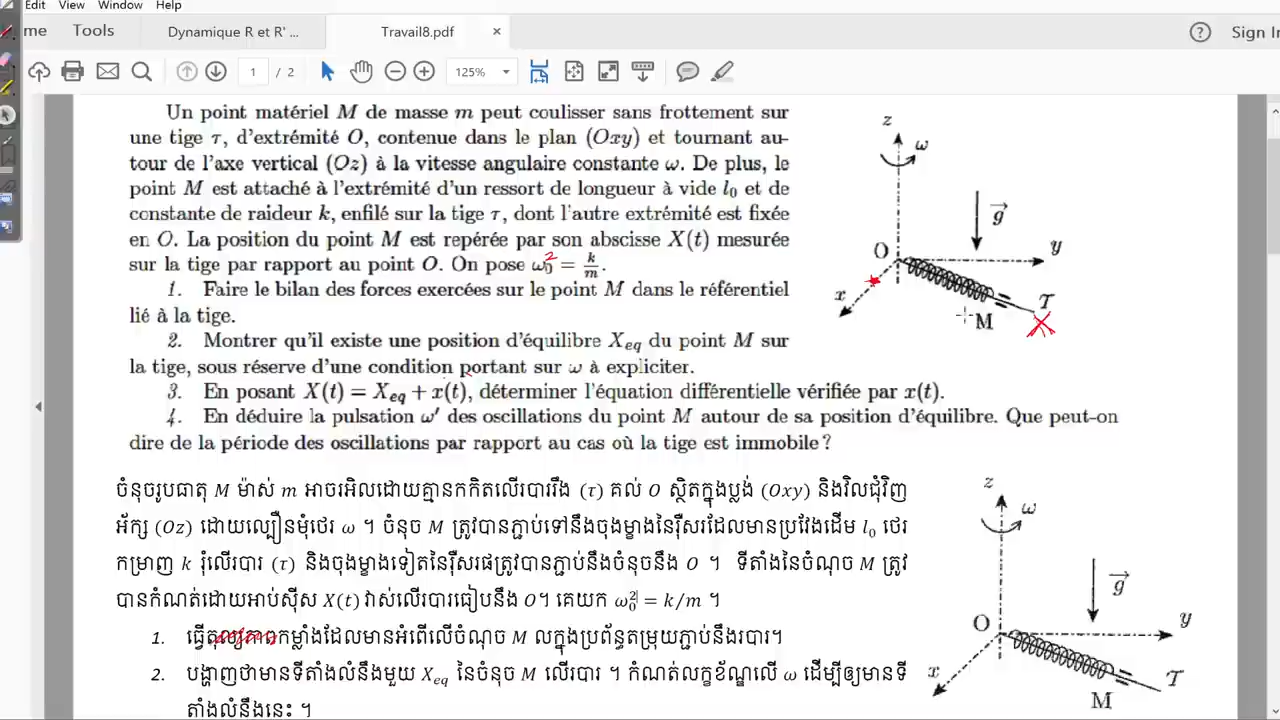 Edit View Window Help
me Tools Dynamique R et R' ... Travail8.pdf × ? Sign In
1 / 2 125%
Un point matériel M de masse m peut coulisser sans frottement sur
une tige τ, d'extrémité O, contenue dans le plan (Oxy) et tournant au-
tour de l'axe vertical (Oz) à la vitesse angulaire constante ω. De plus, le
point M est attaché à l'extrémité d'un ressort de longueur à vide l₀ et de
constante de raideur k, enfilé sur la tige τ, dont l'autre extrémité est fixée
en O. La position du point M est repérée par son abscisse X(t) mesurée
sur la tige par rapport au point O. On pose ω₀² = k/m.
1. Faire le bilan des forces exercées sur le point M dans le référentiel
lié à la tige.
2. Montrer qu'il existe une position d'équilibre Xeq du point M sur
la tige, sous réserve d'une condition portant sur ω à expliciter.
3. En posant X(t) = Xeq + x(t), déterminer l'équation différentielle vérifiée par x(t).
4. En déduire la pulsation ω' des oscillations du point M autour de sa position d'équilibre. Que peut-on
dire de la période des oscillations par rapport au cas où la tige est immobile ?
z
ω
g
O
y
x
M
T
ចំនុចរូបធាតុ M ម៉ាស់ m អាចរអិលដោយគ្មានកកិតលើរបាររឹង (τ) គល់ O ស្ថិតក្នុងប្លង់ (Oxy) និងវិលជុំវិញ
អ័ក្ស (Oz) ដោយល្បឿនមុំថេរ ω ។ ចំនុច M ត្រូវបានភ្ជាប់ទៅនឹងចុងម្ខាងនៃរ៉ឺសរដែលមានប្រវែងដើម l₀ ថេរ
កម្រាញ k រុំលើរបារ (τ) និងចុងម្ខាងទៀតនៃរ៉ឺសរផត្រូវបានភ្ជាប់នឹងចំនុចនឹង O ។ ទីតាំងនៃចំណុច M ត្រូវ
បានកំណត់ដោយអាប់ស៊ីស X(t) វាស់លើរបារធៀបនឹង O។ គេយក ω₀² = k/m ។
1. ធ្វើតុល្យភាពកម្លាំងដែលមានអំពើលើចំណុច M លក្នុងប្រព័ន្ធតម្រុយភ្ជាប់នឹងរបារ។
2. បង្ហាញថាមានទីតាំងលំនឹងមួយ Xeq នៃចំនុច M លើរបារ ។ កំណត់លក្ខខ័ណ្ឌលើ ω ដើម្បីឲ្យមានទី
តាំងលំនឹងនេះ ។
z
ω
g
O
y
x
M
T